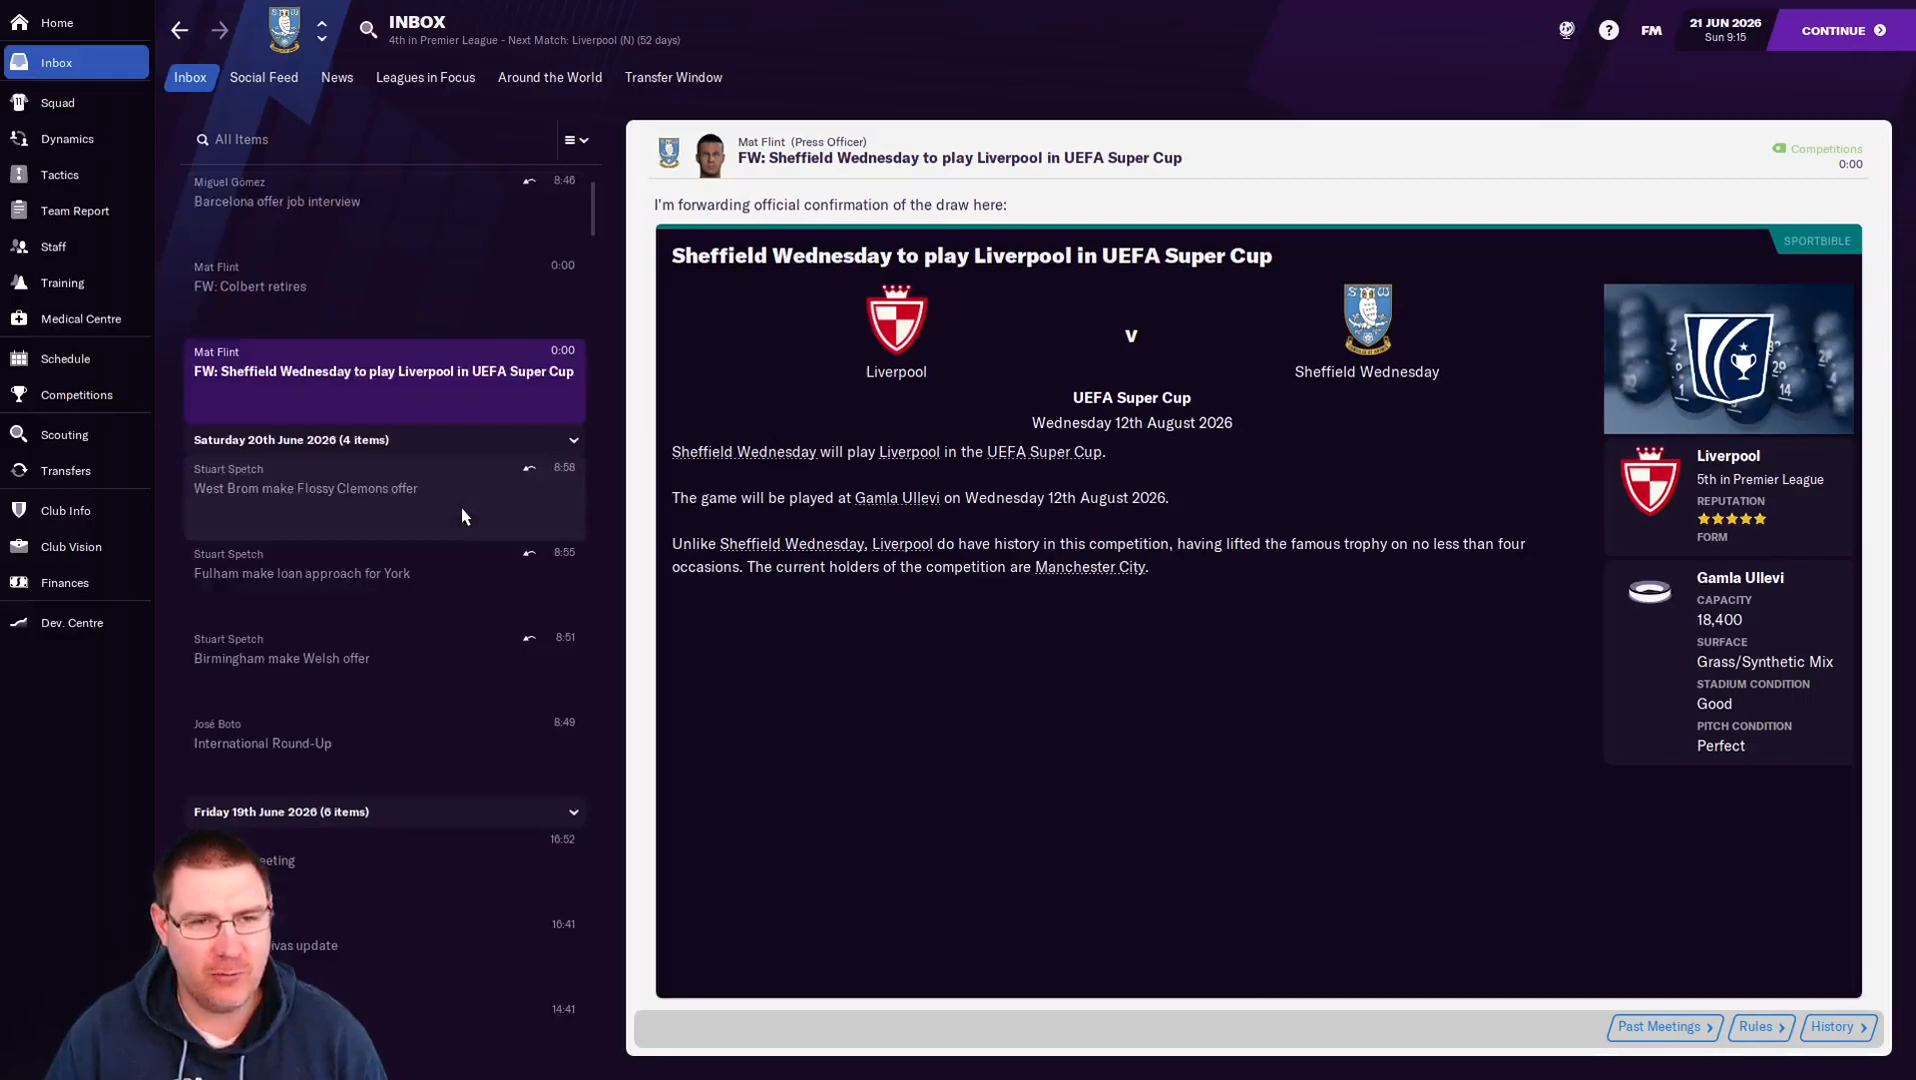 Home
Inbox
Squad
Dynamics
Tactics
Team Report
Staff
Training
Medical Centre
Schedule
Competitions
Scouting
Transfers
Club Info
Club Vision
Finances
Dev. Centre
INBOX
4th in Premier League - Next Match: Liverpool (N) (52 days)
FM
21 JUN 2026
Sun 9:15
CONTINUE
Inbox
Social Feed
News
Leagues in Focus
Around the World
Transfer Window
All Items
Miguel Gómez 8:46
Barcelona offer job interview
Mat Flint 0:00
FW: Colbert retires
Mat Flint 0:00
FW: Sheffield Wednesday to play Liverpool in UEFA Super Cup
Saturday 20th June 2026 (4 items)
Stuart Spetch 8:58
West Brom make Flossy Clemons offer
Stuart Spetch 8:55
Fulham make loan approach for York
Stuart Spetch 8:51
Birmingham make Welsh offer
José Boto 8:49
International Round-Up
Friday 19th June 2026 (6 items)
16:52
16:41
update
14:41
Mat Flint (Press Officer)
FW: Sheffield Wednesday to play Liverpool in UEFA Super Cup
Competitions
0:00
I'm forwarding official confirmation of the draw here:
SPORTBIBLE
Sheffield Wednesday to play Liverpool in UEFA Super Cup
v
Liverpool
Sheffield Wednesday
UEFA Super Cup
Wednesday 12th August 2026
Sheffield Wednesday will play Liverpool in the UEFA Super Cup.
The game will be played at Gamla Ullevi on Wednesday 12th August 2026.
Unlike Sheffield Wednesday, Liverpool do have history in this competition, having lifted the famous trophy on no less than four
occasions. The current holders of the competition are Manchester City.
Liverpool
5th in Premier League
REPUTATION
FORM
Gamla Ullevi
CAPACITY
18,400
SURFACE
Grass/Synthetic Mix
STADIUM CONDITION
Good
PITCH CONDITION
Perfect
Past Meetings
Rules
History